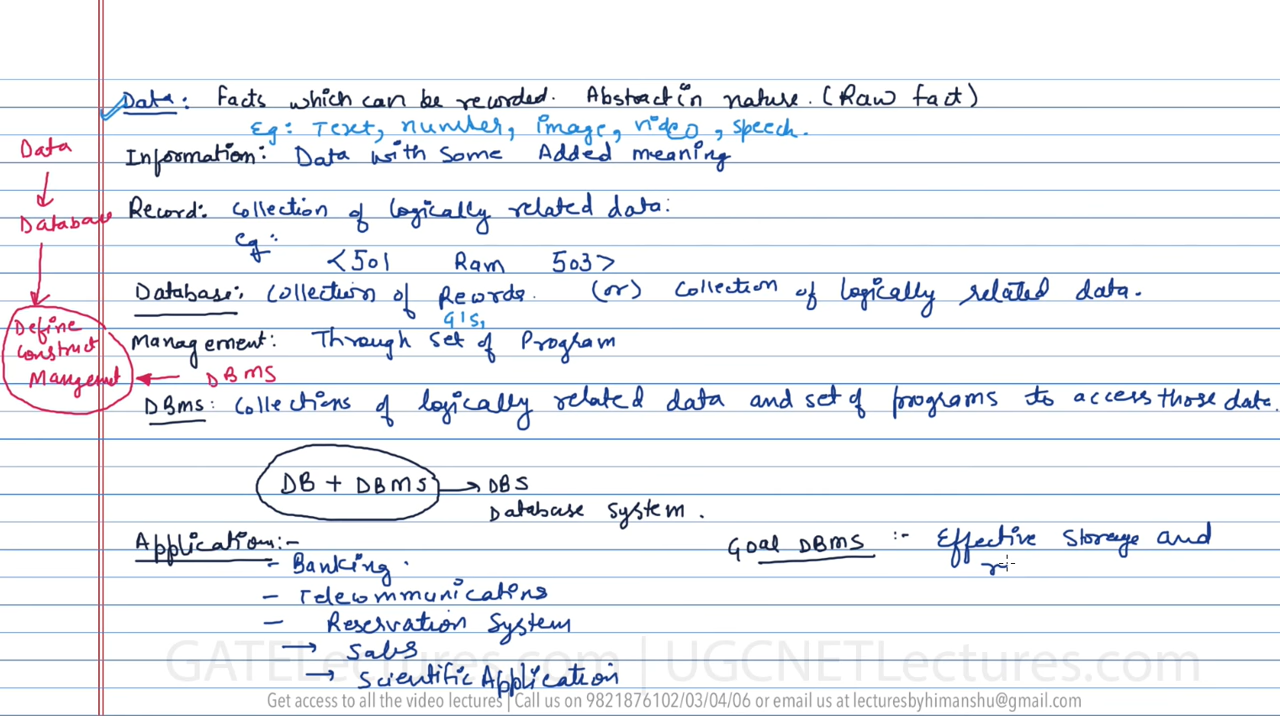 Data: Facts which can be recorded. Abstract in nature. (Raw fact)
Eg: Text, number, image, video, speech.
Information: Data with some Added meaning
Record: Collection of logically related data:
eg:
<501 Ram 503>
Database: Collection of Records. (or) Collection of logically related data.
GIS,
Management: Through set of Program
DBMS: Collections of logically related data and set of programs to access those data.
Data
Database
Define
Construct
Mangement
DBMS
DB + DBMS
DBS
Database System.
Application:-
- Banking.
- Telecommunications
- Reservation System
Sales
Scientific Application
Goal DBMS :- Effective Storage and
r
GATELectures.com | UGCNETLectures.com
Get access to all the video lectures | Call us on 9821876102/03/04/06 or email us at lecturesbyhimanshu@gmail.com